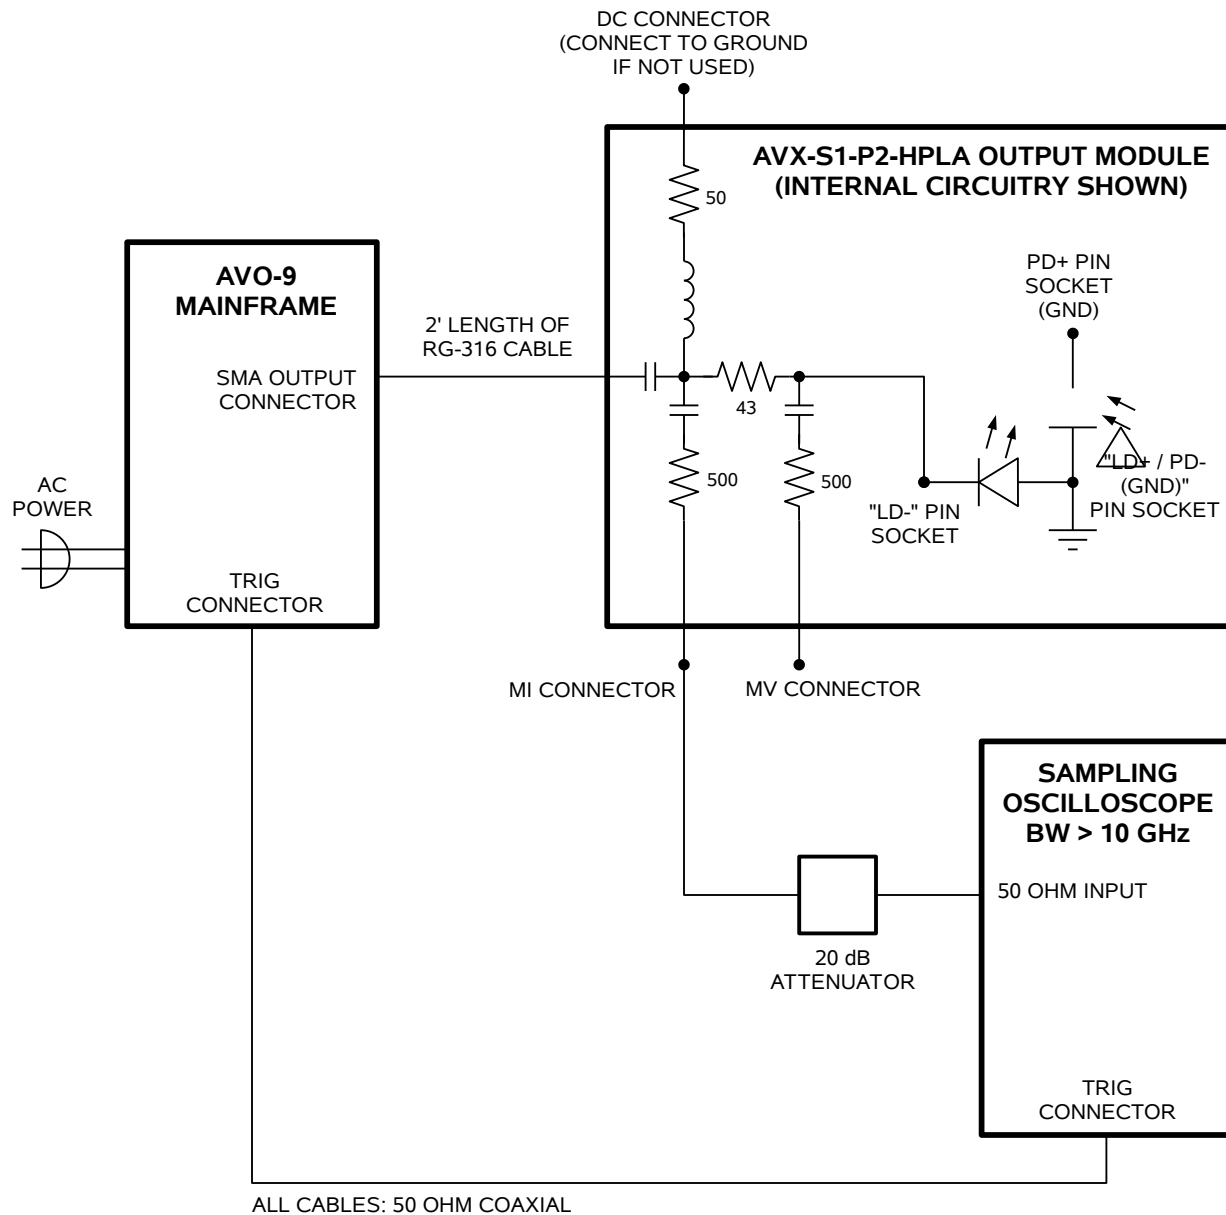 DC CONNECTOR
(CONNECT TO GROUND
IF NOT USED)
AVX-S1-P2-HPLA OUTPUT MODULE
(INTERNAL CIRCUITRY SHOWN)
50
AVO-9
MAINFRAME
PD+ PIN
SOCKET
(GND)
2' LENGTH OF
RG-316 CABLE
SMA OUTPUT
CONNECTOR
43
500
500
"LD+ / PD-
(GND)"
PIN SOCKET
"LD-" PIN
SOCKET
AC
POWER
TRIG
CONNECTOR
MI CONNECTOR
MV CONNECTOR
SAMPLING
OSCILLOSCOPE
BW > 10 GHz
50 OHM INPUT
20 dB
ATTENUATOR
TRIG
CONNECTOR
ALL CABLES: 50 OHM COAXIAL